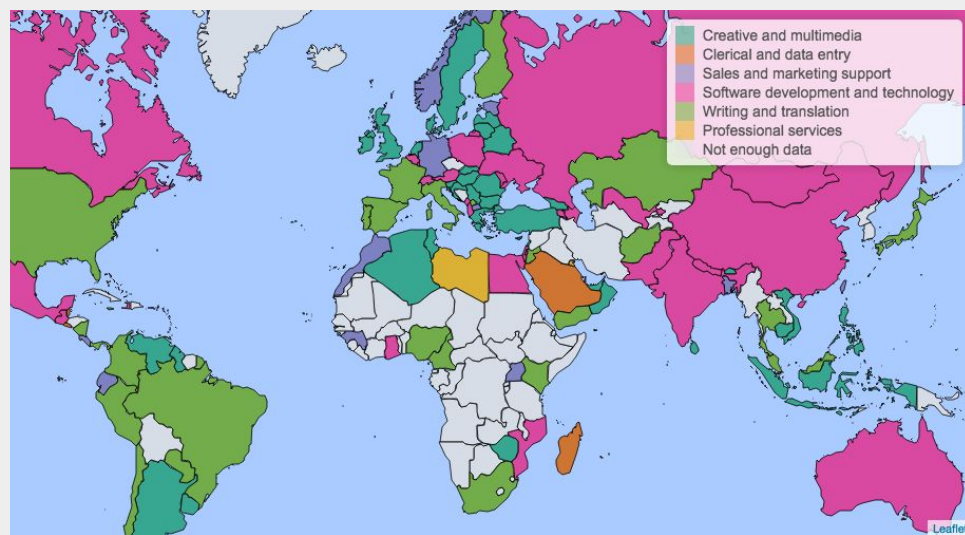 Creative and multimedia
Clerical and data entry
Sales and marketing support
Software development and technology
Writing and translation
Professional services
Not enough data
Leaflet